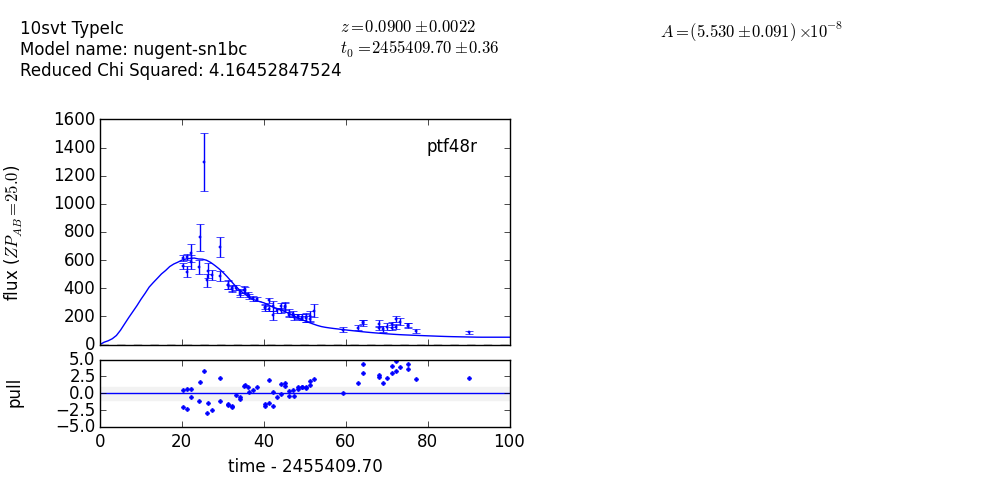 10svt TypeIc
z=0.0900 ±0.0022
A=(5.530 ±0.091) ×10⁻⁸
Model name: nugent-sn1bc
t₀ =2455409.70 ±0.36
Reduced Chi Squared: 4.16452847524
1600
1400
1200
1000
800
600
400
200
0
flux (ZP_AB=25.0)
ptf48r
5.0
2.5
0.0
−2.5
−5.0
pull
0 20 40 60 80 100
time - 2455409.70